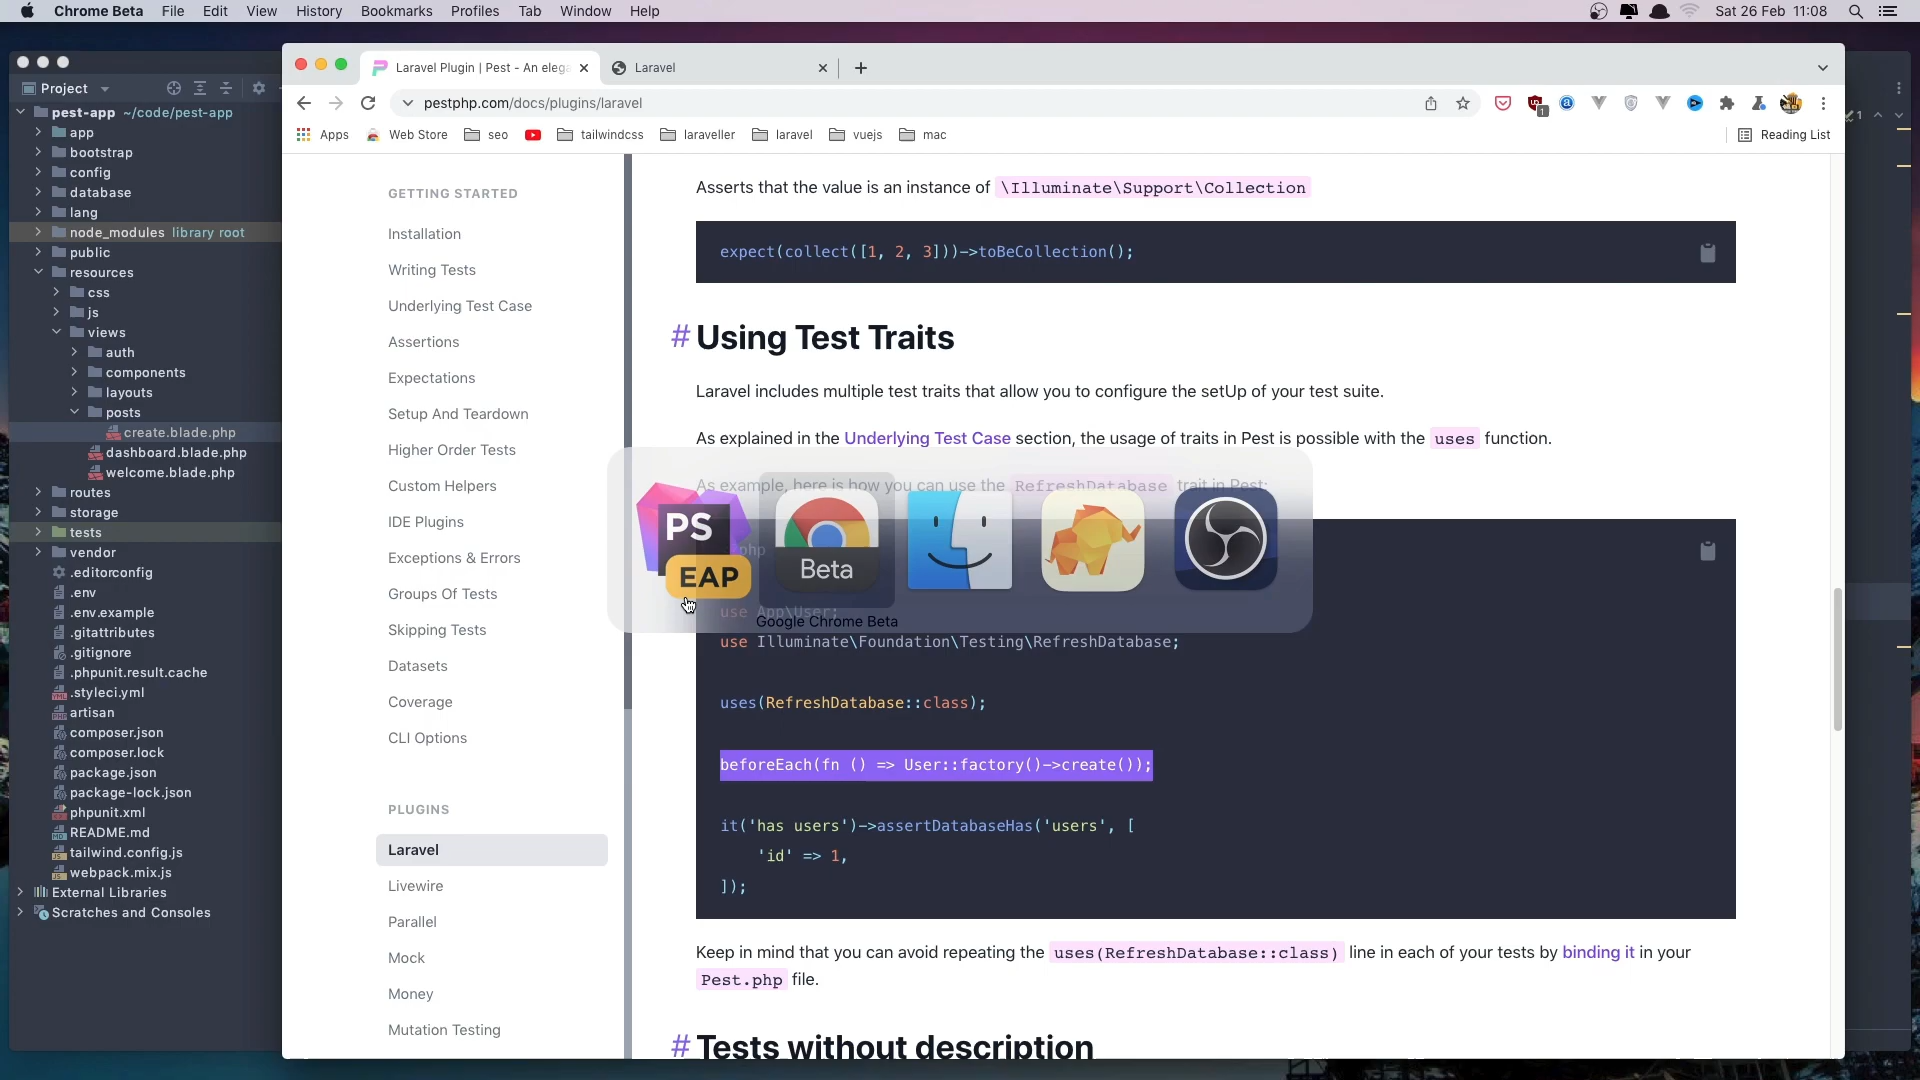 Chrome Beta File Edit View History Bookmarks Profiles Tab Window Help
Sat 26 Feb 11:08
Project
pest-app ~/code/pest-app
app
bootstrap
config
database
lang
node_modules library root
public
resources
css
js
views
auth
components
layouts
posts
create.blade.php
dashboard.blade.php
welcome.blade.php
routes
storage
tests
vendor
.editorconfig
.env
.env.example
.gitattributes
.gitignore
.phpunit.result.cache
.styleci.yml
artisan
composer.json
composer.lock
package.json
package-lock.json
phpunit.xml
README.md
tailwind.config.js
webpack.mix.js
External Libraries
Scratches and Consoles
Laravel Plugin | Pest - An elega
Laravel
pestphp.com/docs/plugins/laravel
1
Apps Web Store seo tailwindcss laraveller laravel vuejs mac Reading List
1
GETTING STARTED
Installation
Writing Tests
Underlying Test Case
Assertions
Expectations
Setup And Teardown
Higher Order Tests
Custom Helpers
IDE Plugins
Exceptions & Errors
Groups Of Tests
Skipping Tests
Datasets
Coverage
CLI Options
PLUGINS
Laravel
Livewire
Parallel
Mock
Money
Mutation Testing
Asserts that the value is an instance of \Illuminate\Support\Collection
expect(collect([1, 2, 3]))->toBeCollection();
# Using Test Traits
Laravel includes multiple test traits that allow you to configure the setUp of your test suite.
As explained in the Underlying Test Case section, the usage of traits in Pest is possible with the uses function.
As example, here is how you can use the RefreshDatabase trait in Pest:
PS
EAP
Beta
Google Chrome Beta
php
use App\User;
use Illuminate\Foundation\Testing\RefreshDatabase;
uses(RefreshDatabase::class);
beforeEach(fn () => User::factory()->create());
it('has users')->assertDatabaseHas('users', [
'id' => 1,
]);
Keep in mind that you can avoid repeating the uses(RefreshDatabase::class) line in each of your tests by binding it in your
Pest.php file.
# Tests without description